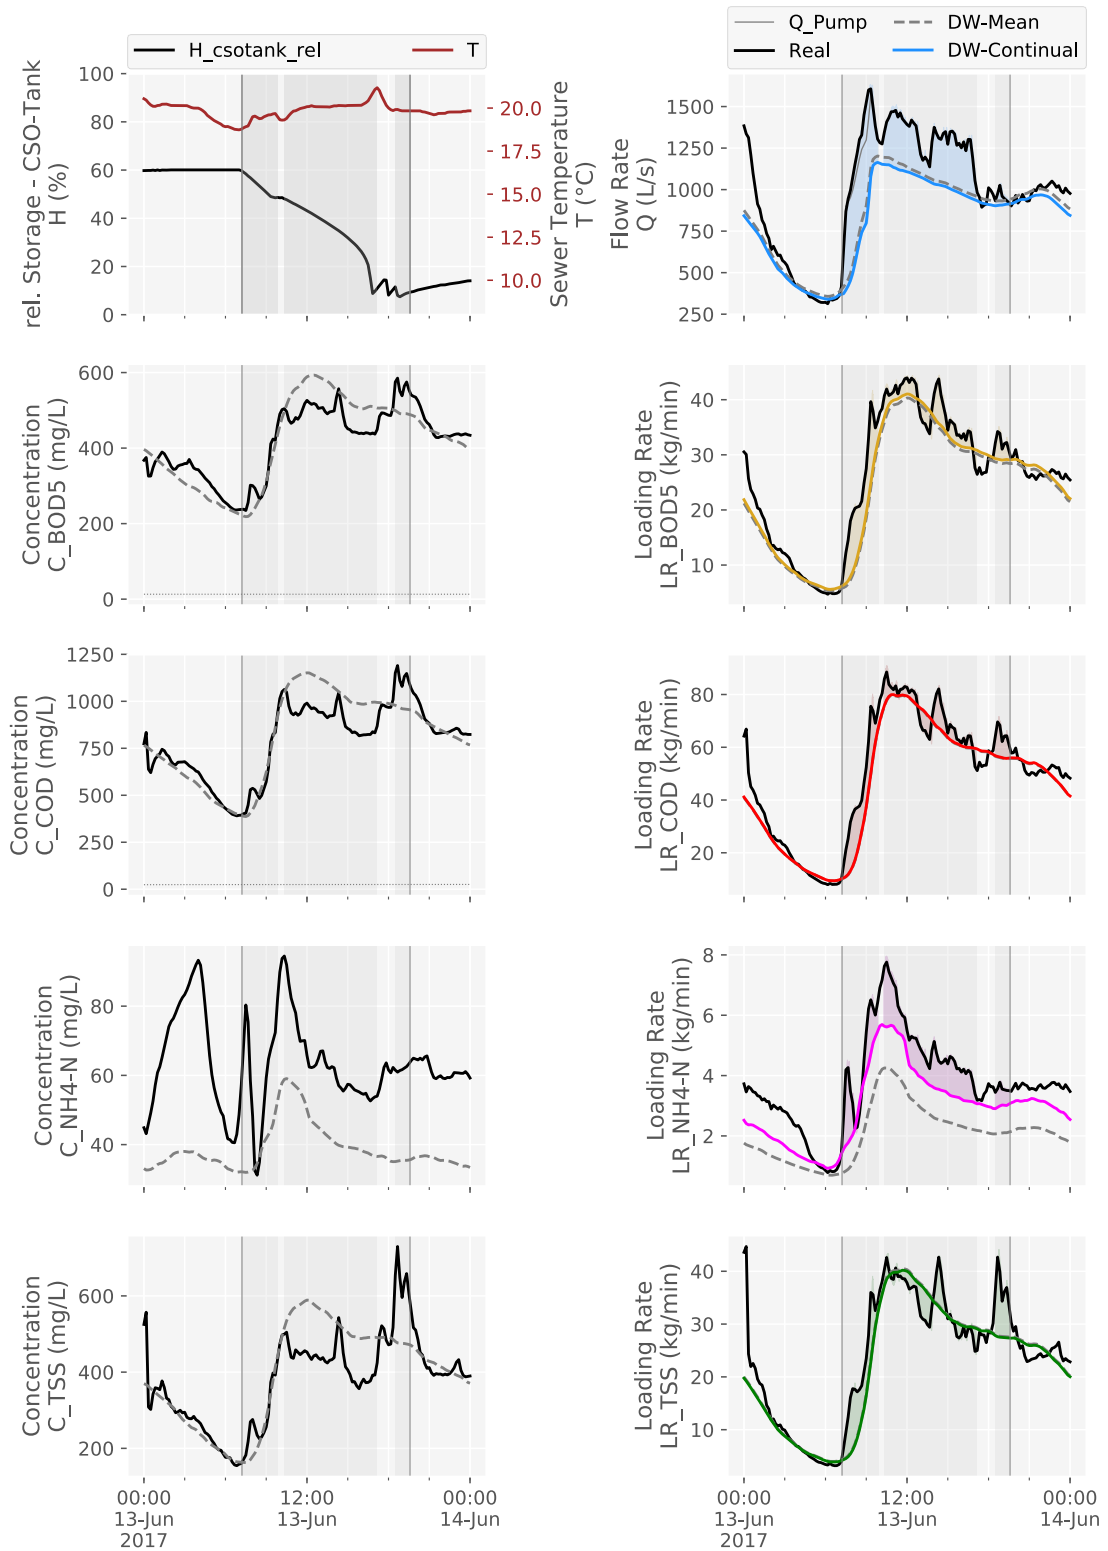 H_csotank_rel
T
Q_Pump
Real
DW-Mean
DW-Continual
rel. Storage - CSO-Tank
H (%)
100
80
60
40
20
0
20.0
17.5
15.0
12.5
10.0
Sewer Temperature
T (°C)
Flow Rate
Q (L/s)
1500
1250
1000
750
500
250
Concentration
C_BOD5 (mg/L)
600
400
200
0
Loading Rate
LR_BOD5 (kg/min)
40
30
20
10
Concentration
C_COD (mg/L)
1250
1000
750
500
250
0
Loading Rate
LR_COD (kg/min)
80
60
40
20
Concentration
C_NH4-N (mg/L)
80
60
40
Loading Rate
LR_NH4-N (kg/min)
8
6
4
2
Concentration
C_TSS (mg/L)
600
400
200
Loading Rate
LR_TSS (kg/min)
40
30
20
10
00:00
13-Jun
2017
12:00
13-Jun
00:00
14-Jun
00:00
13-Jun
2017
12:00
13-Jun
00:00
14-Jun